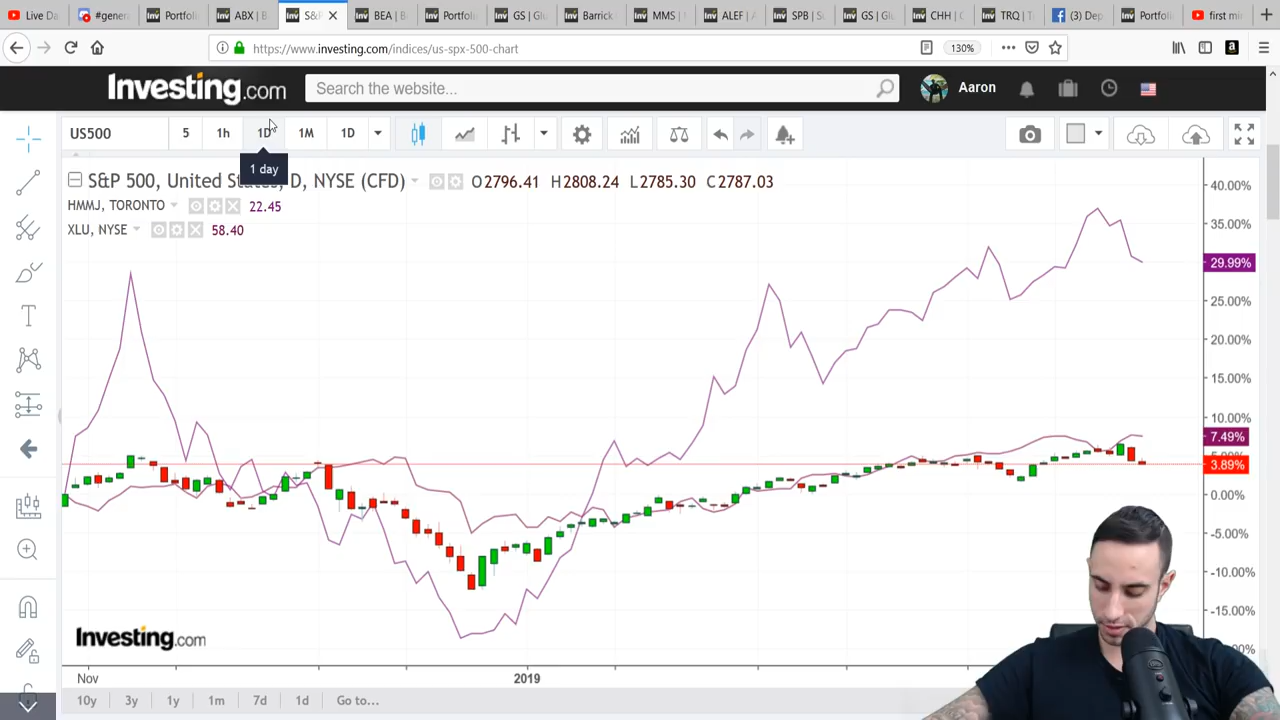 Live Da
#genera
Portfoli
ABX | B
S&P
BEA | B
Portfoli
GS | Glu
Barrick
MMS |
ALEF | A
SPB | S
GS | Glu
CHH | C
TRQ | T
(3) Dep
Portfoli
first mi
https://www.investing.com/indices/us-spx-500-chart
130%
Investing.com
Search the website...
Aaron
US500
5
1h
1D
1M
1D
1 day
S&P 500, United States, D, NYSE (CFD)
O2796.41 H2808.24 L2785.30 C2787.03
HMMJ, TORONTO
22.45
XLU, NYSE
58.40
40.00%
35.00%
29.99%
25.00%
20.00%
15.00%
10.00%
7.49%
3.89%
0.00%
-5.00%
-10.00%
-15.00%
Investing.com
Nov
2019
10y
3y
1y
1m
7d
1d
Go to...